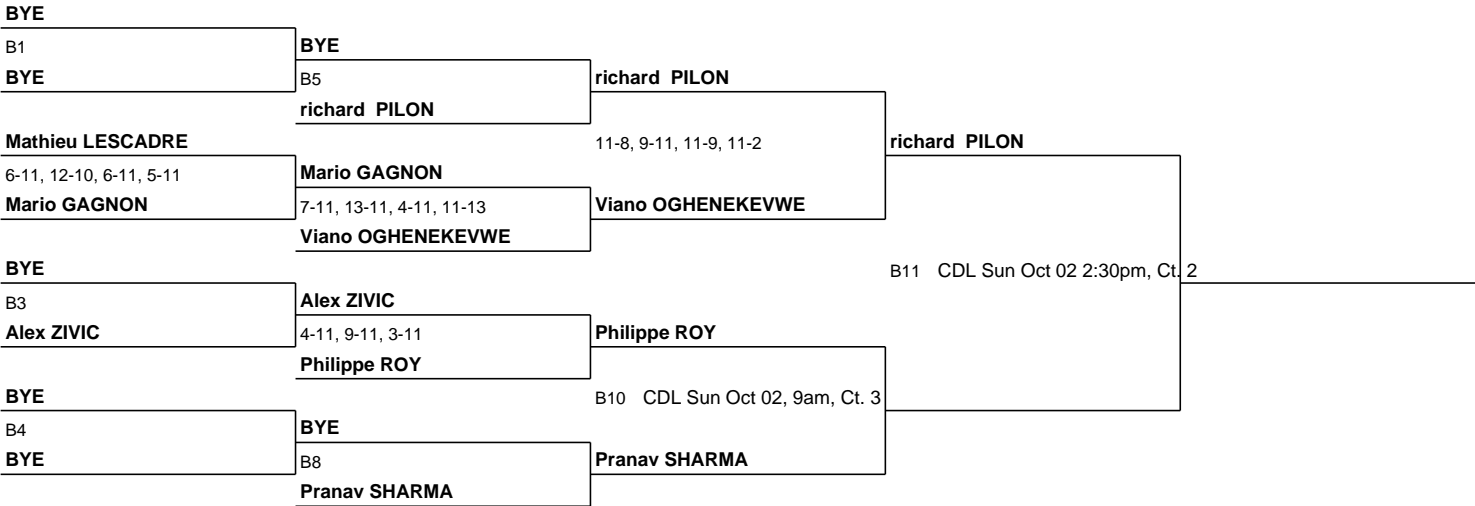 BYE
B1
BYE
BYE
B5
richard PILON
richard PILON
Mathieu LESCADRE
11-8, 9-11, 11-9, 11-2
richard PILON
6-11, 12-10, 6-11, 5-11
Mario GAGNON
Mario GAGNON
7-11, 13-11, 4-11, 11-13
Viano OGHENEKEVWE
Viano OGHENEKEVWE
BYE
B11 CDL Sun Oct 02 2:30pm, Ct. 2
B3
Alex ZIVIC
Alex ZIVIC
4-11, 9-11, 3-11
Philippe ROY
Philippe ROY
BYE
B10 CDL Sun Oct 02, 9am, Ct. 3
B4
BYE
BYE
B8
Pranav SHARMA
Pranav SHARMA